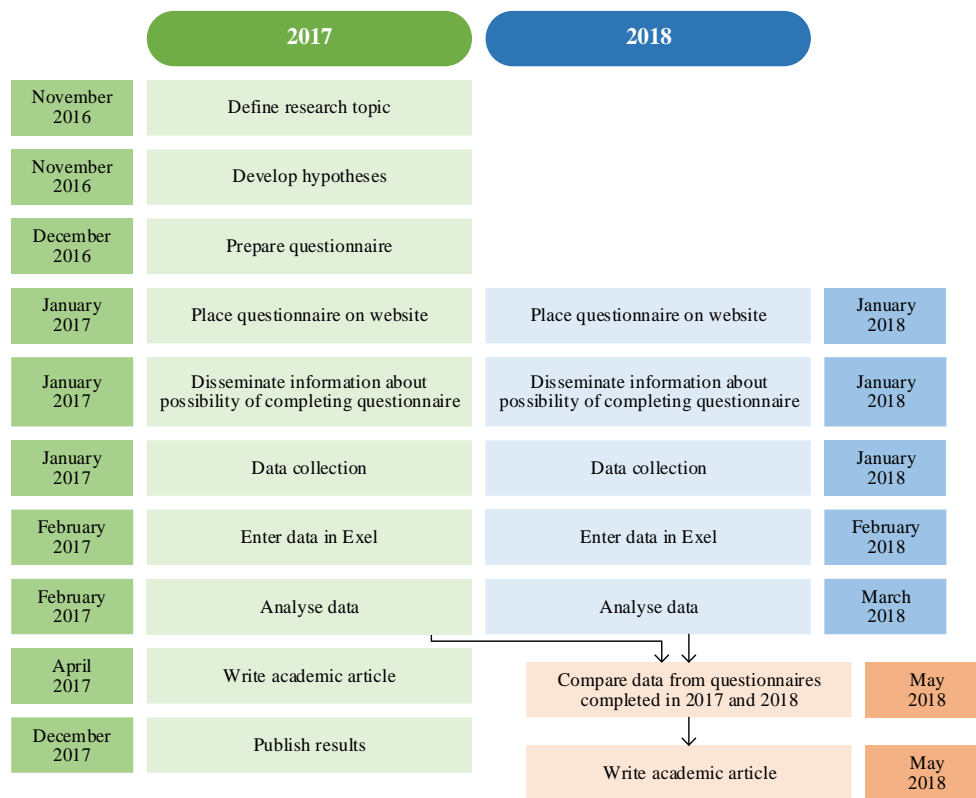 2017
2018
November
2016
Define research topic
November
2016
Develop hypotheses
December
2016
Prepare questionnaire
January
2017
Place questionnaire on website
Place questionnaire on website
January
2018
January
2017
Disseminate information about
possibility of completing questionnaire
Disseminate information about
possibility of completing questionnaire
January
2018
January
2017
Data collection
Data collection
January
2018
February
2017
Enter data in Exel
Enter data in Exel
February
2018
February
2017
Analyse data
Analyse data
March
2018
April
2017
Write academic article
Compare data from questionnaires
completed in 2017 and 2018
May
2018
December
2017
Publish results
Write academic article
May
2018